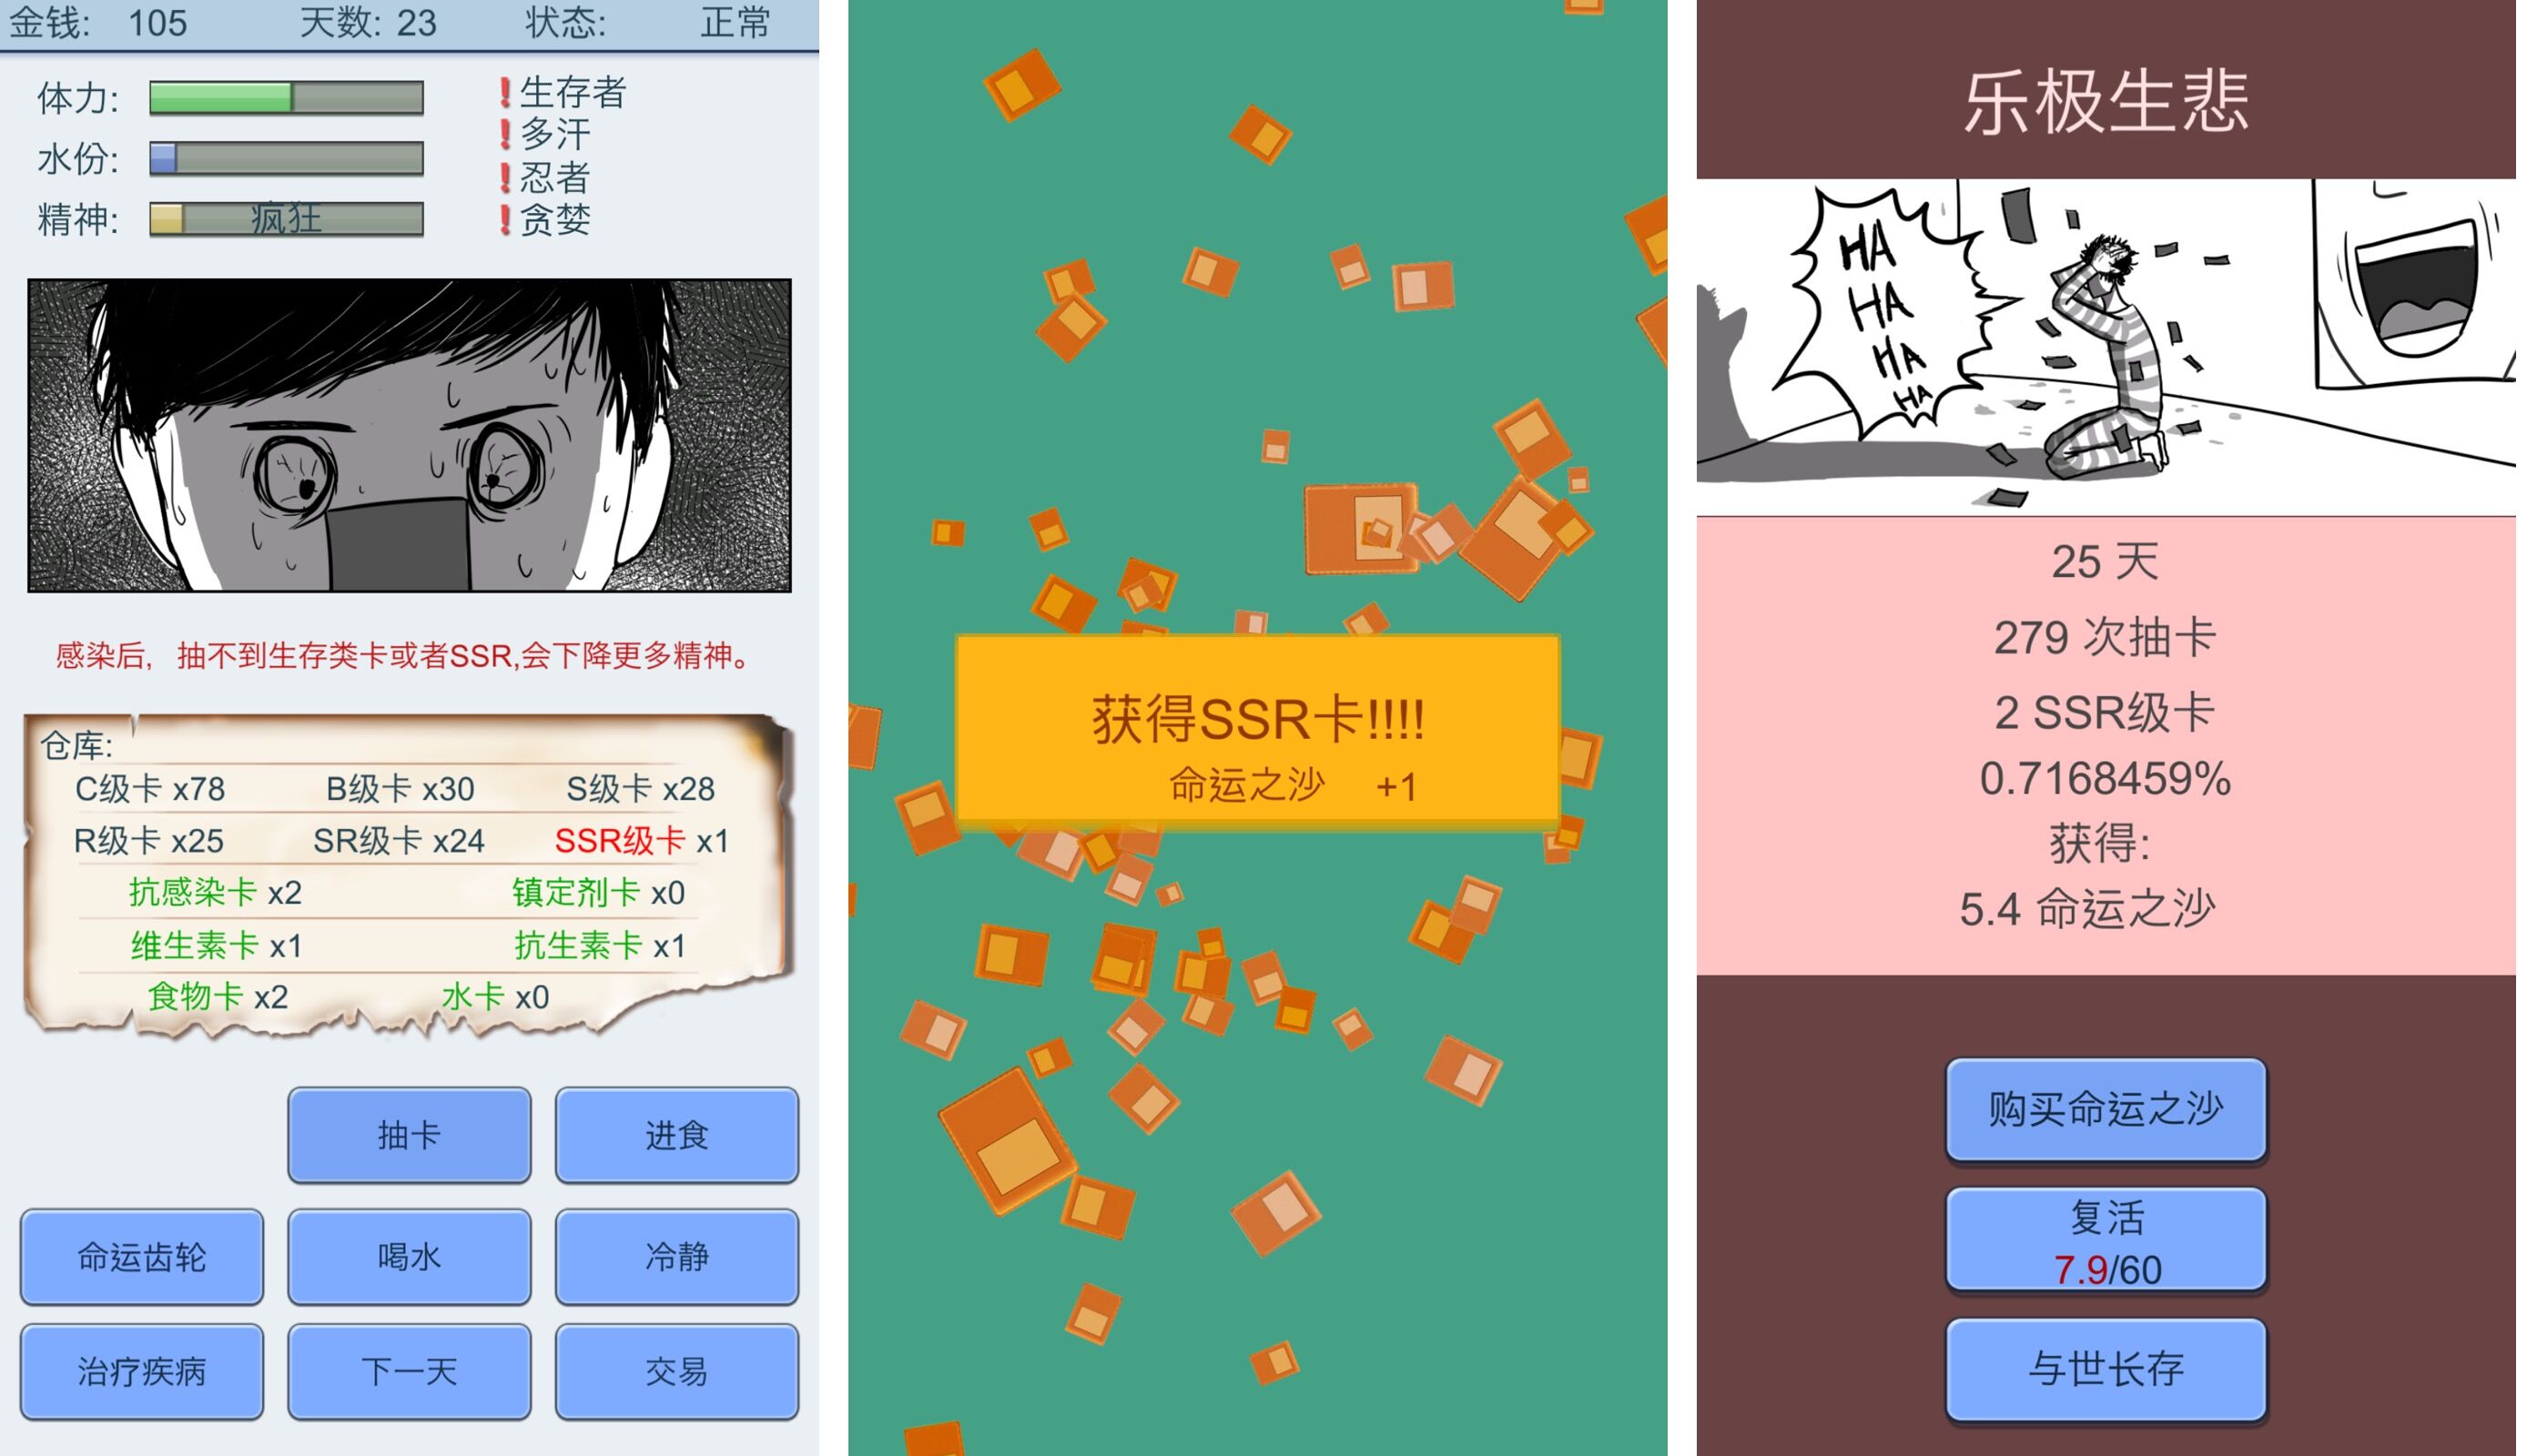 金钱: 105 天数: 23 状态: 正常
体力:
水份:
精神: 疯狂
!生存者
!多汗
!忍者
!贪婪
感染后，抽不到生存类卡或者SSR,会下降更多精神。
仓库:
C级卡 x78 B级卡 x30 S级卡 x28
R级卡 x25 SR级卡 x24 SSR级卡 x1
抗感染卡 x2 镇定剂卡 x0
维生素卡 x1 抗生素卡 x1
食物卡 x2 水卡 x0
抽卡 进食
命运齿轮 喝水 冷静
治疗疾病 下一天 交易
获得SSR卡!!!!
命运之沙 +1
乐极生悲
HA
HA
HA
HA
25 天
279 次抽卡
2 SSR级卡
0.7168459%
获得:
5.4 命运之沙
购买命运之沙
复活
7.9/60
与世长存